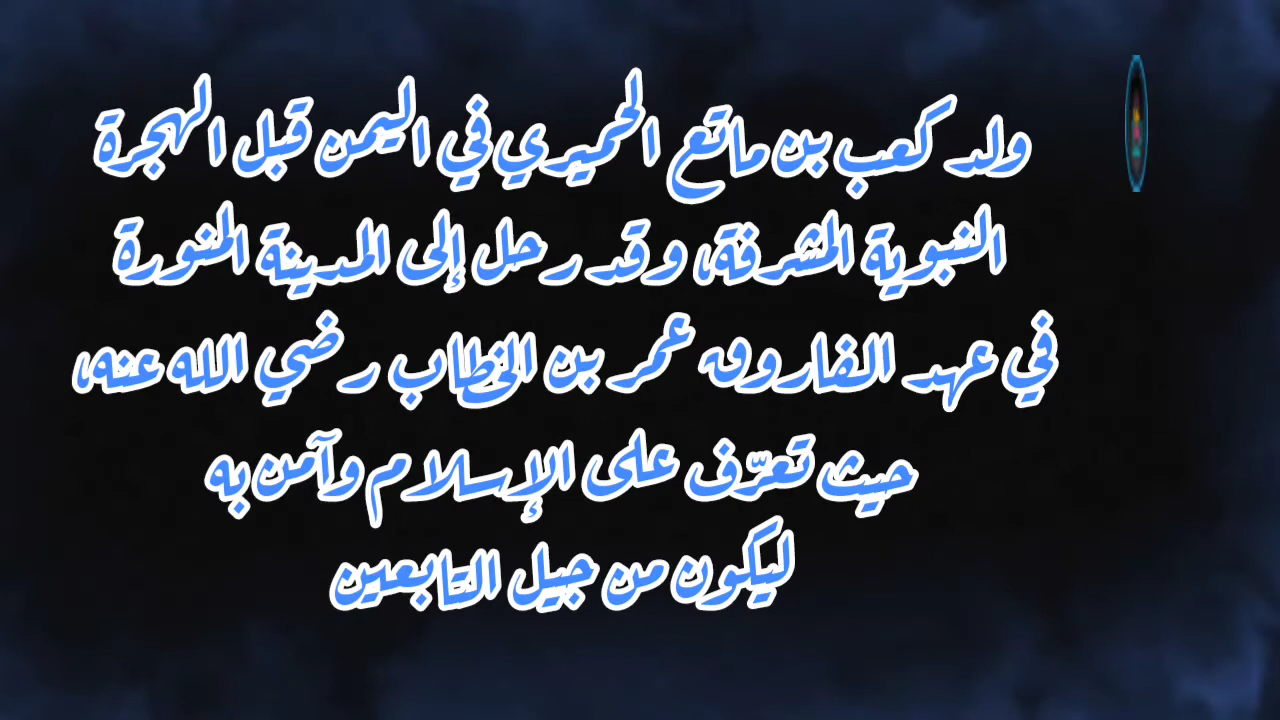 ولد كعب بن ماتع الحميري في اليمن قبل الهجرة
النبوية المشرفة، وقد رحل إلى المدينة المنورة
في عهد الفاروق عمر بن الخطاب رضي الله عنه،
حيث تعرّف على الإسلام وآمن به
ليكون من جيل التابعين